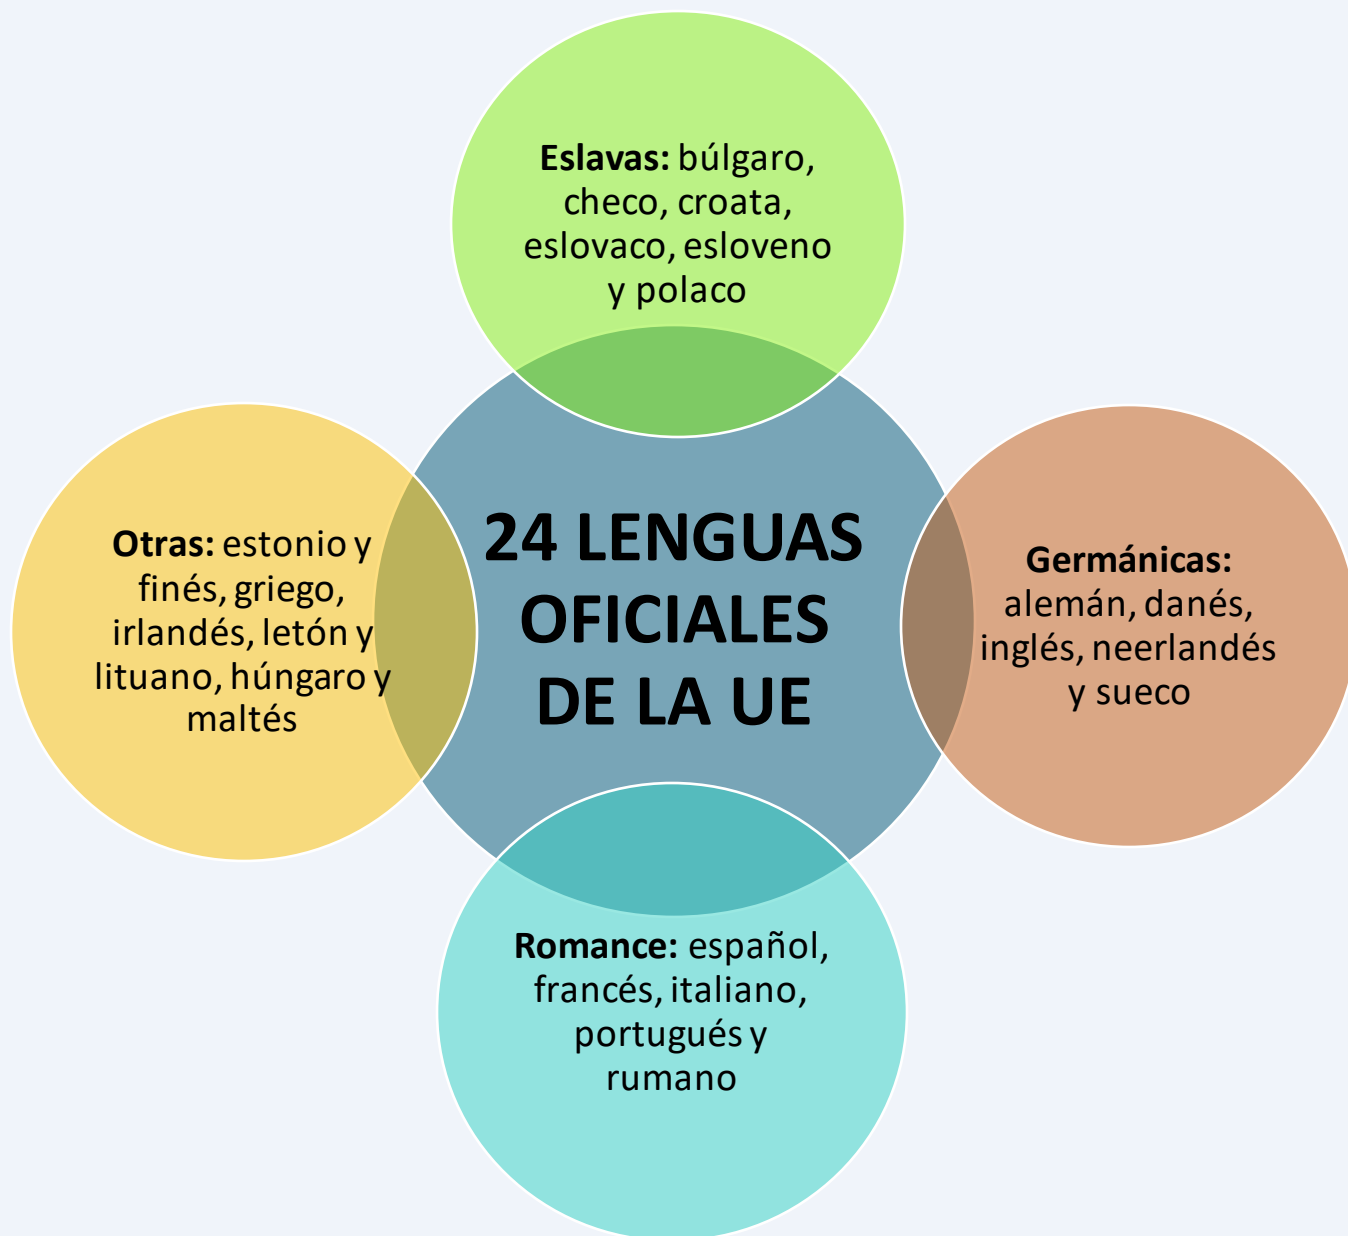 Eslavas: búlgaro,
checo, croata,
eslovaco, esloveno
y polaco
Otras: estonio y
finés, griego,
irlandés, letón y
lituano, húngaro y
maltés
24 LENGUAS
OFICIALES
DE LA UE
Germánicas:
alemán, danés,
inglés, neerlandés
y sueco
Romance: español,
francés, italiano,
portugués y
rumano